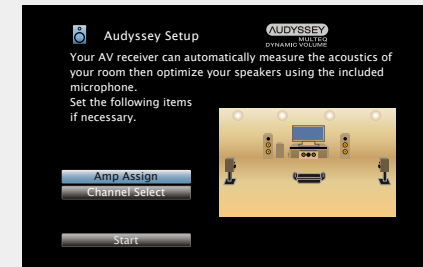 Audyssey Setup
AUDYSSEY
MULTEQ
DYNAMIC VOLUME
Your AV receiver can automatically measure the acoustics of
your room then optimize your speakers using the included
microphone.
Set the following items
if necessary.
Amp Assign
Channel Select
Start